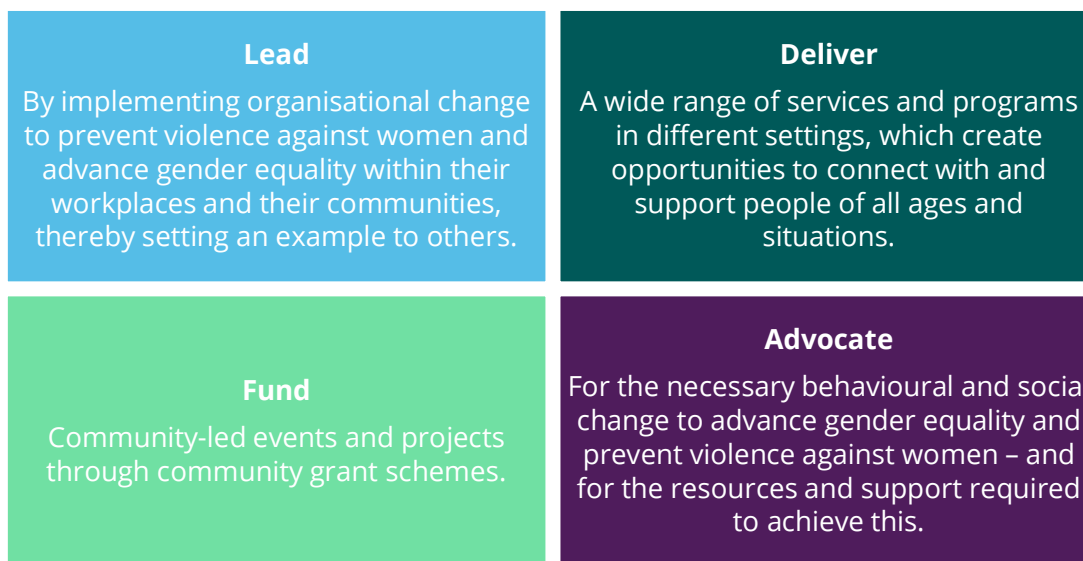 Lead
By implementing organisational change
to prevent violence against women and
advance gender equality within their
workplaces and their communities,
thereby setting an example to others.
Deliver
A wide range of services and programs
in different settings, which create
opportunities to connect with and
support people of all ages and
situations.
Fund
Community-led events and projects
through community grant schemes.
Advocate
For the necessary behavioural and social
change to advance gender equality and
prevent violence against women – and
for the resources and support required
to achieve this.